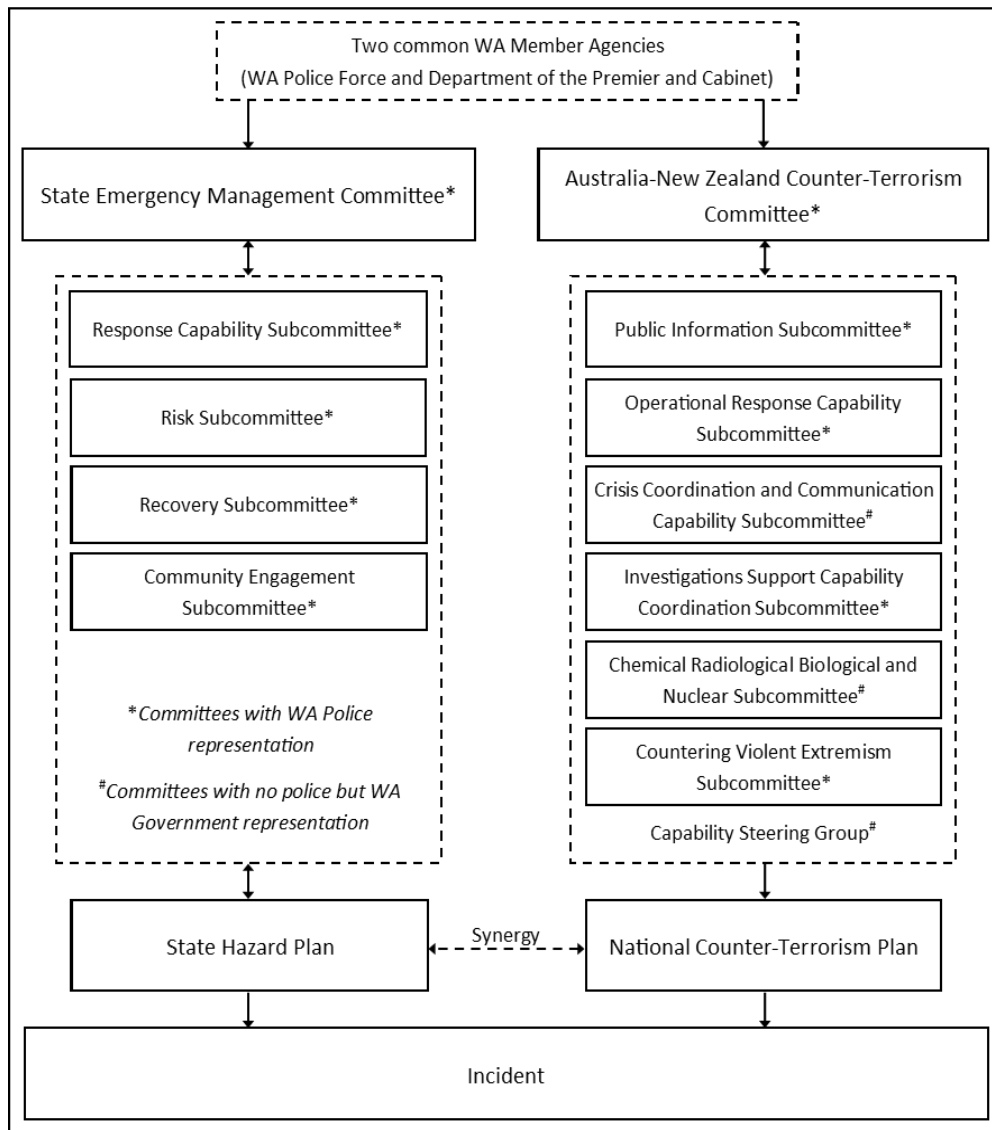 Two common WA Member Agencies
(WA Police Force and Department of the Premier and Cabinet)
State Emergency Management Committee*
Australia-New Zealand Counter-Terrorism
Committee*
Response Capability Subcommittee*
Risk Subcommittee*
Recovery Subcommittee*
Community Engagement
Subcommittee*
*Committees with WA Police
representation
#Committees with no police but WA
Government representation
Public Information Subcommittee*
Operational Response Capability
Subcommittee*
Crisis Coordination and Communication
Capability Subcommittee#
Investigations Support Capability
Coordination Subcommittee*
Chemical Radiological Biological and
Nuclear Subcommittee#
Countering Violent Extremism
Subcommittee*
Capability Steering Group#
State Hazard Plan
Synergy
National Counter-Terrorism Plan
Incident